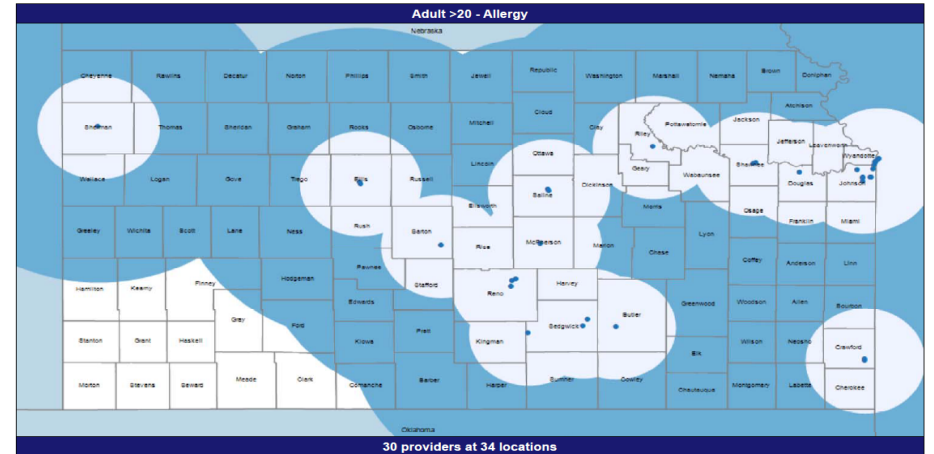 Adult >20 - Allergy
Nebraska
Cheyenne Rawlins Decatur Norton Phillips Smith Jewell Republic Washington Marshall Nemaha Brown Doniphan
Sherman Thomas Sheridan Graham Rooks Osborne Mitchell Cloud Clay Riley Pottawatomie Jackson Atchison
Jefferson Leavenworth
Wyandotte
Wallace Logan Gove Trego Ellis Russell Lincoln Ottawa Saline Dickinson Geary Wabaunsee Shawnee Douglas Johnson
Greeley Wichita Scott Lane Ness Rush Barton Ellsworth Rice McPherson Marion Morris Chase Lyon Osage Franklin Miami
Hamilton Kearny Finney Hodgeman Pawnee Stafford Reno Harvey Coffey Anderson Linn
Stanton Grant Haskell Gray Ford Edwards Kiowa Pratt Kingman Sedgwick Butler Greenwood Woodson Allen Bourbon
Wilson Neosho Crawford
Morton Stevens Seward Meade Clark Comanche Barber Harper Sumner Cowley Elk Chautauqua Montgomery Labette Cherokee
Oklahoma
30 providers at 34 locations